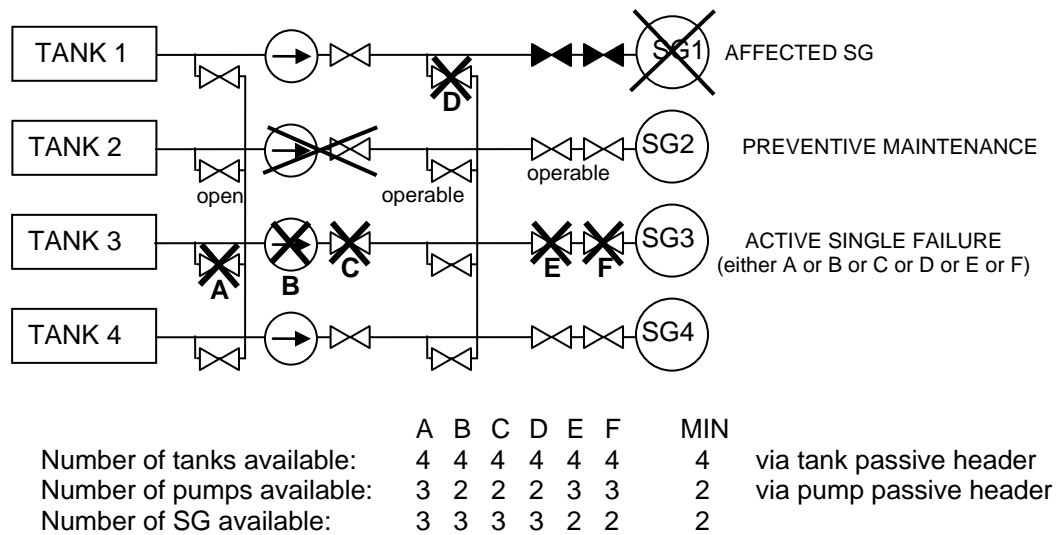 TANK 1
SG1
AFFECTED SG
D
TANK 2
SG2
PREVENTIVE MAINTENANCE
open
operable
operable
TANK 3
SG3
ACTIVE SINGLE FAILURE
(either A or B or C or D or E or F)
A
B
C
E
F
TANK 4
SG4
A B C D E F MIN
Number of tanks available: 4 4 4 4 4 4 4 via tank passive header
Number of pumps available: 3 2 2 2 3 3 2 via pump passive header
Number of SG available: 3 3 3 3 2 2 2